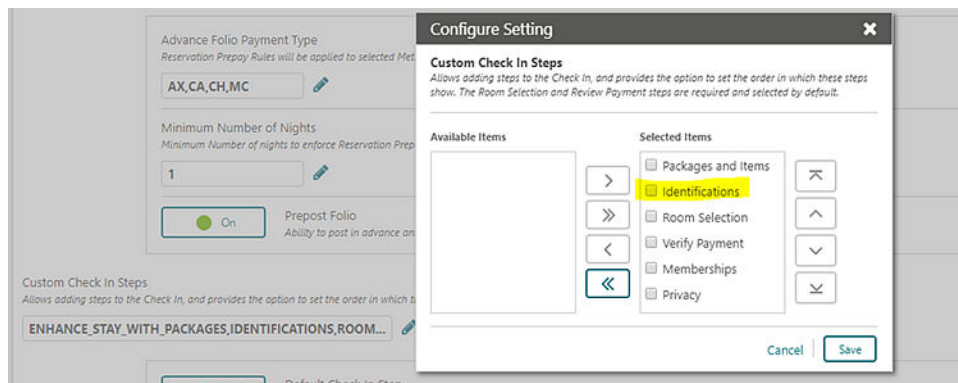 Advance Folio Payment Type
Reservation Prepay Rules will be applied to selected Met
AX,CA,CH,MC
Minimum Number of Nights
Minimum Number of nights to enforce Reservation Prep
1
On
Prepost Folio
Ability to post in advance an
Custom Check In Steps
Allows adding steps to the Check In, and provides the option to set the order in which t
ENHANCE_STAY_WITH_PACKAGES,IDENTIFICATIONS,ROOM...
Default Check In Step
Configure Setting
Custom Check In Steps
Allows adding steps to the Check In, and provides the option to set the order in which these steps
show. The Room Selection and Review Payment steps are required and selected by default.
Available Items
Selected Items
Packages and Items
Identifications
Room Selection
Verify Payment
Memberships
Privacy
Cancel
Save